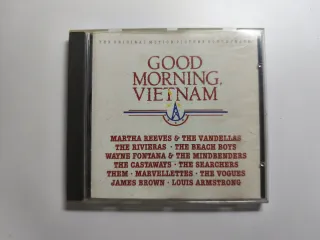 THE ORIGINAL MOTION PICTURE SOUNDTRACK
GOOD
MORNING,
VIETNAM
MARTHA REEVES & THE VANDELLAS
THE RIVIERAS · THE BEACH BOYS
WAYNE FONTANA & THE MINDBENDERS
THE CASTAWAYS · THE SEARCHERS
THEM · MARVELLETTES · THE VOGUES
JAMES BROWN · LOUIS ARMSTRONG